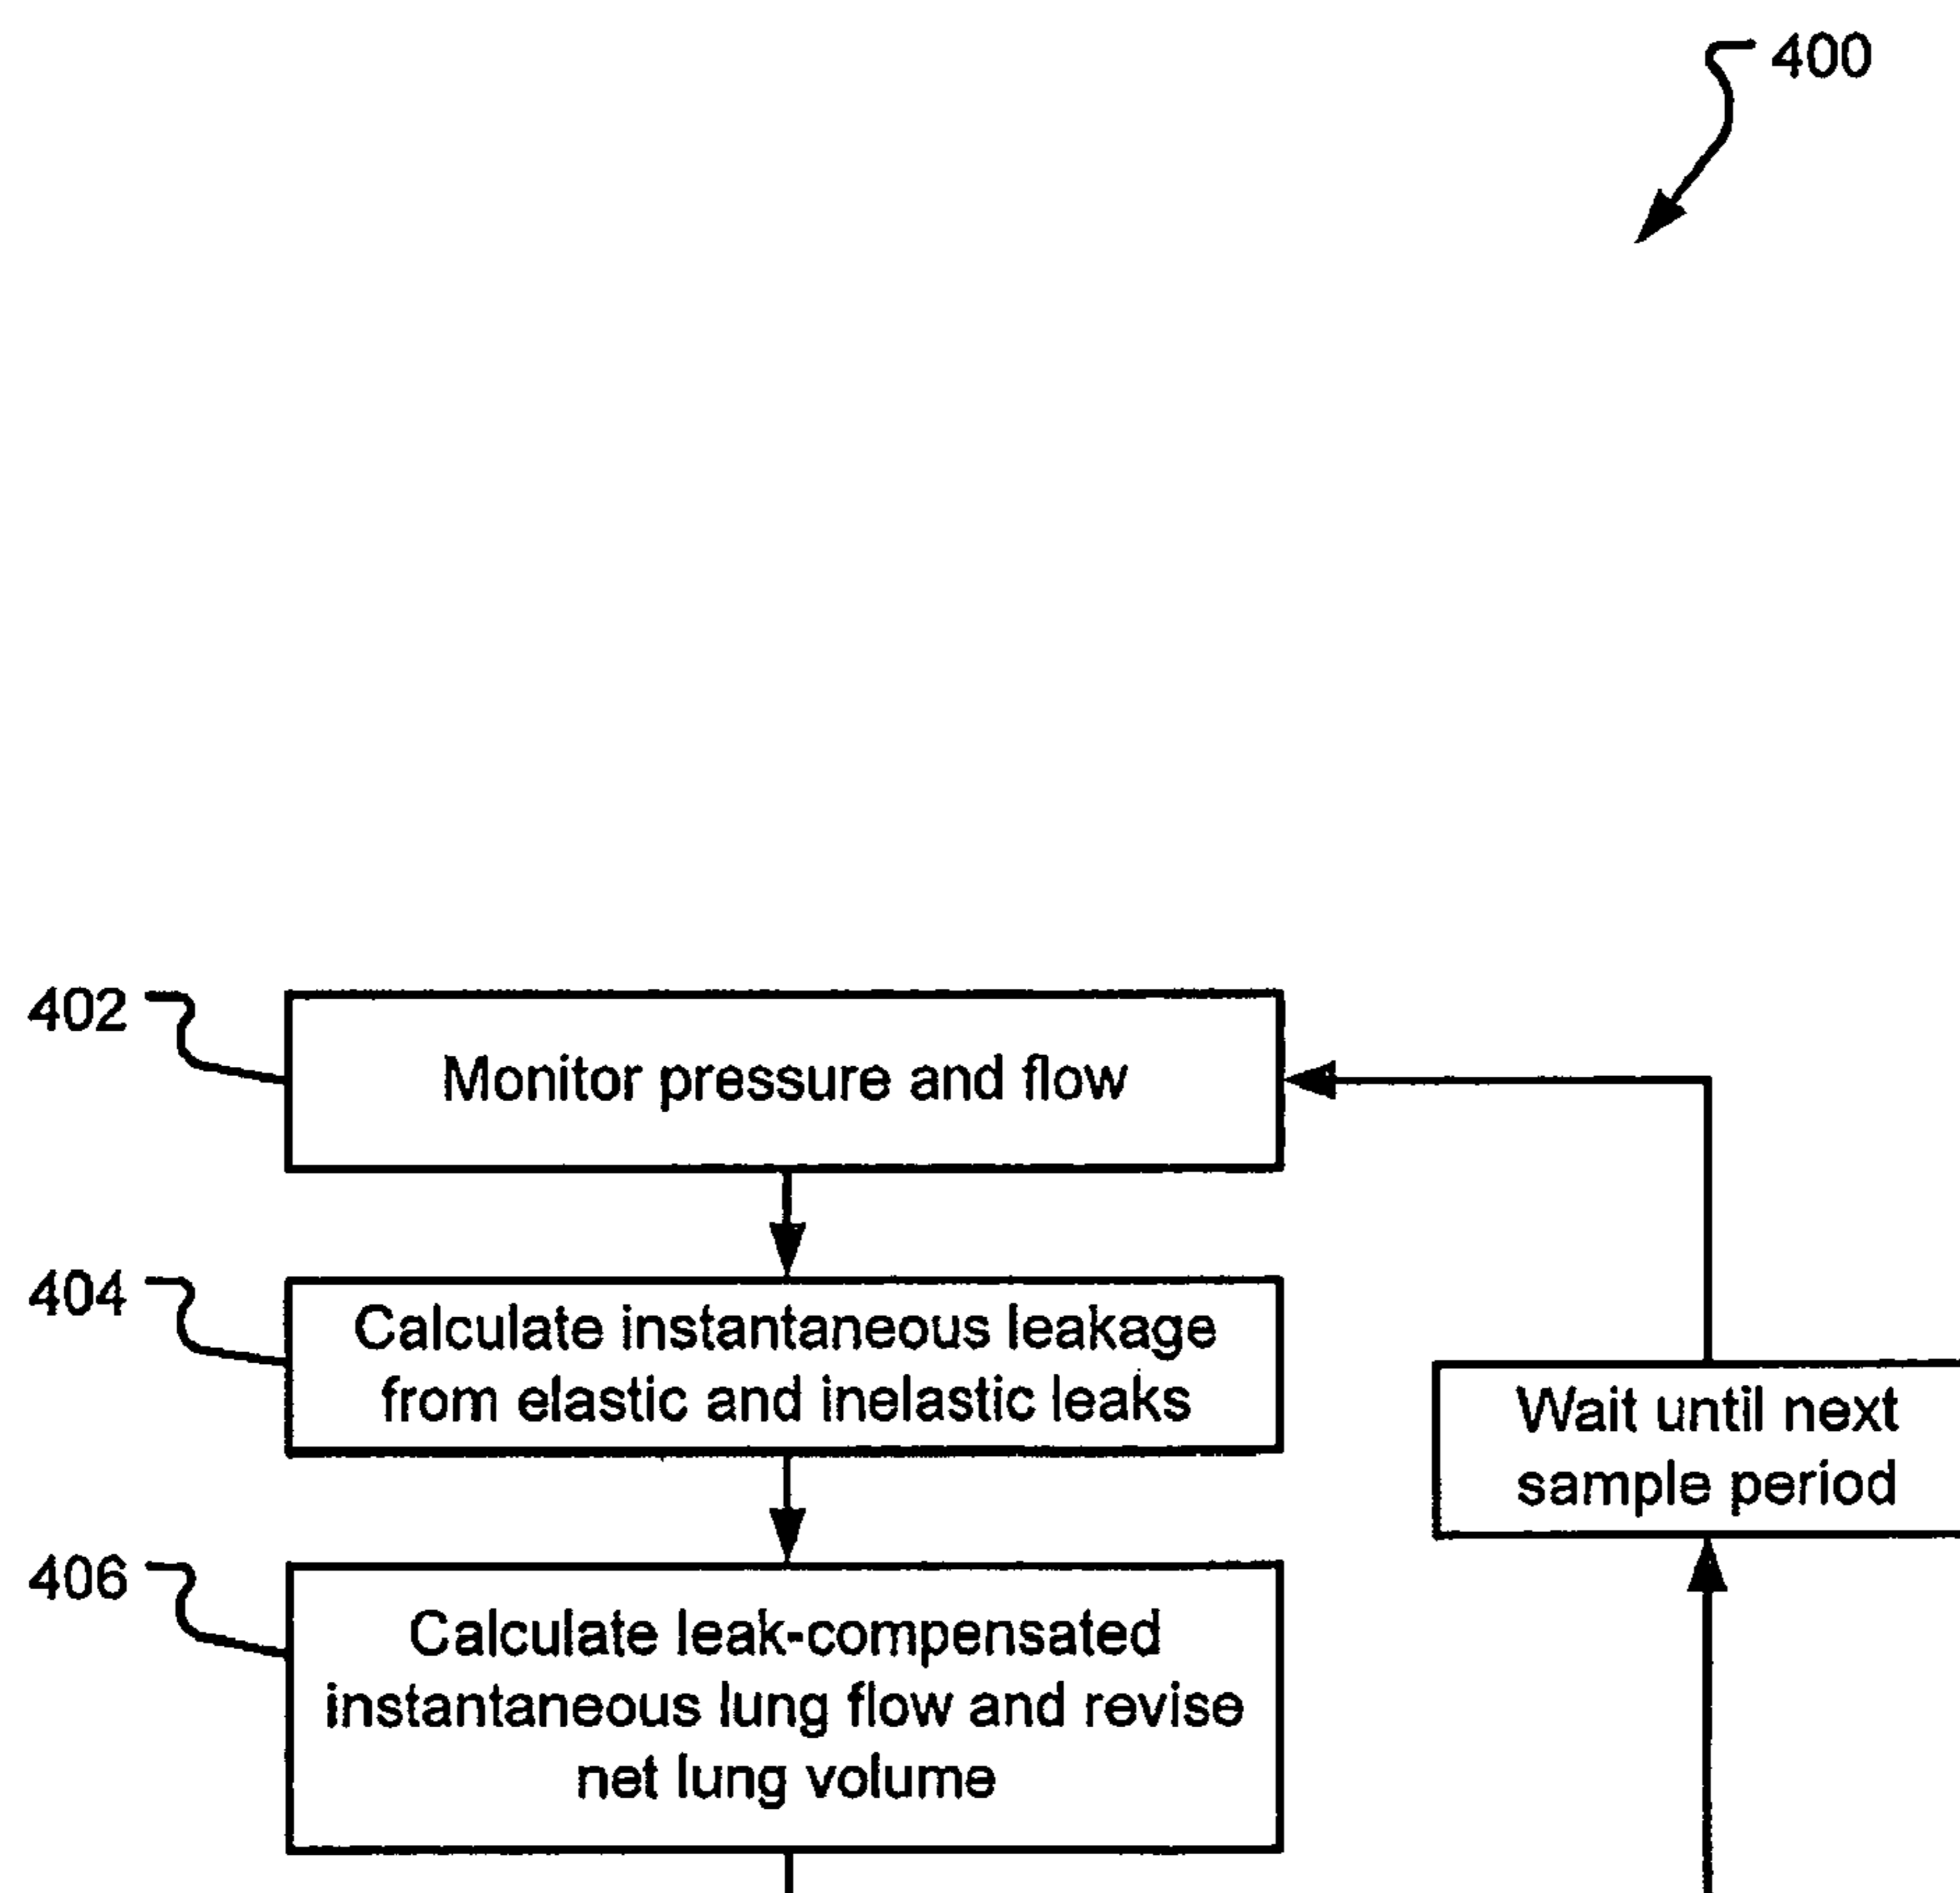 400
402
Monitor pressure and flow
404
Calculate instantaneous leakage
from elastic and inelastic leaks
Wait until next
sample period
406
Calculate leak-compensated
instantaneous lung flow and revise
net lung volume